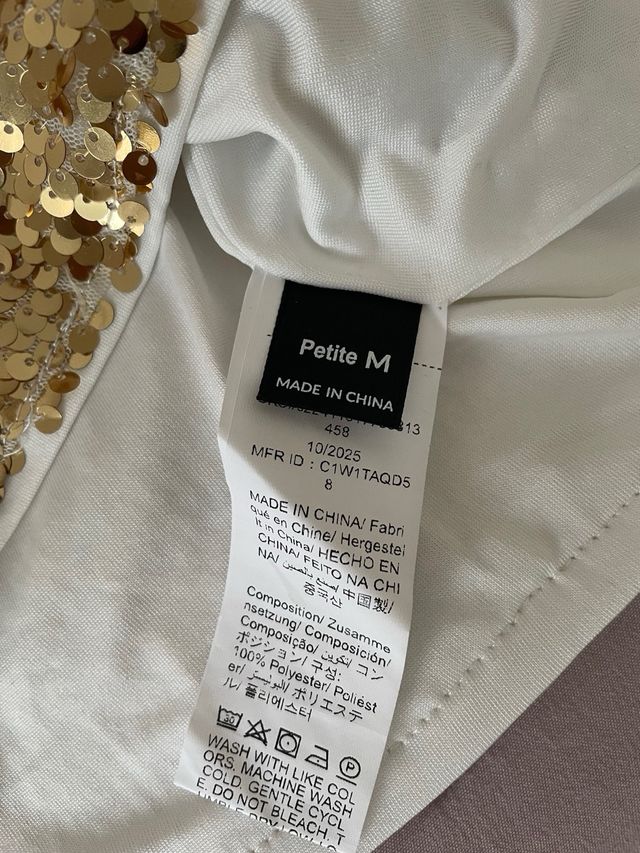 Petite M
MADE IN CHINA
458
10/2025
MFR ID : C1W1TAQD5
8
MADE IN CHINA/ Fabri
qué en Chine/ Hergestel
lt in China/ HECHO EN
CHINA/ FEITO NA CHI
NA/ صنع بالصين/ 中国製/
중국산
Composition/ Zusamme
nsetzung/ Composición/
Composição/ التكوين/ コン
ポジション/ 구성:
100% Polyester/ Poliést
er/ البوليستر/ ポリエステ
ル/ 폴리에스터
30
P
WASH WITH LIKE COL
ORS. MACHINE WASH
COLD. GENTLE CYCL
E. DO NOT BLEACH. T